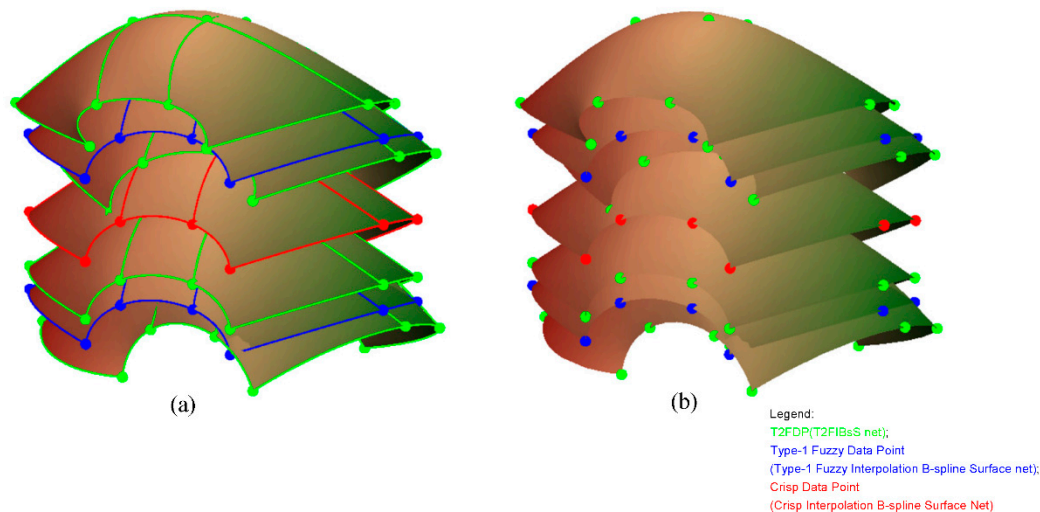 (a)
(b)
Legend:
T2FDP(T2FIBsS net);
Type-1 Fuzzy Data Point
(Type-1 Fuzzy Interpolation B-spline Surface net);
Crisp Data Point
(Crisp Interpolation B-spline Surface Net)